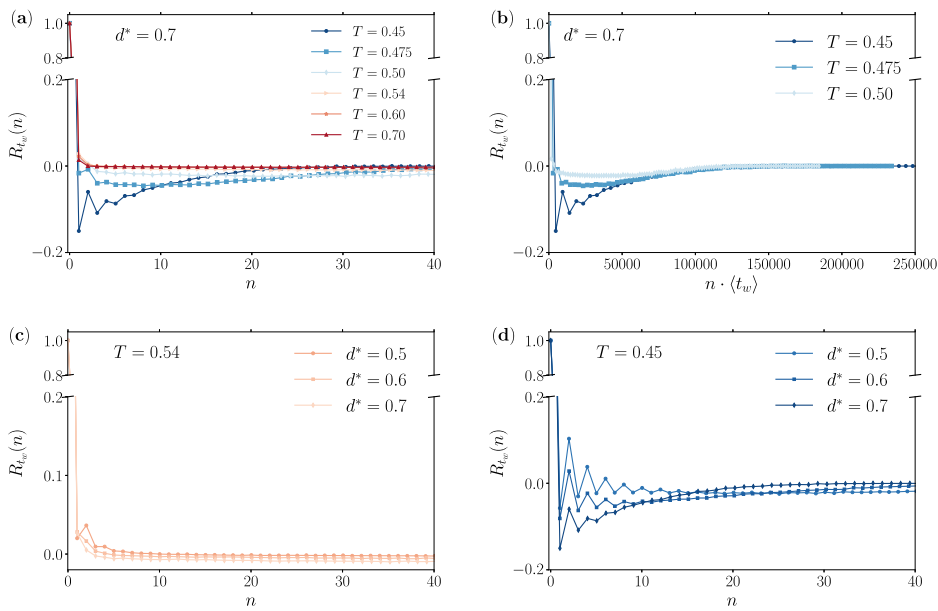 (a)
d* = 0.7
T = 0.45
T = 0.475
T = 0.50
T = 0.54
T = 0.60
T = 0.70
1.0
0.8
0.2
0.0
−0.2
R_{t_w}(n)
0 10 20 30 40
n
(b)
d* = 0.7
T = 0.45
T = 0.475
T = 0.50
1.0
0.8
0.2
0.0
−0.2
R_{t_w}(n)
0 50000 100000 150000 200000 250000
n · ⟨t_w⟩
(c)
T = 0.54
d* = 0.5
d* = 0.6
d* = 0.7
1.0
0.8
0.2
0.1
0.0
R_{t_w}(n)
0 10 20 30 40
n
(d)
T = 0.45
d* = 0.5
d* = 0.6
d* = 0.7
1.0
0.8
0.2
0.0
−0.2
R_{t_w}(n)
0 10 20 30 40
n